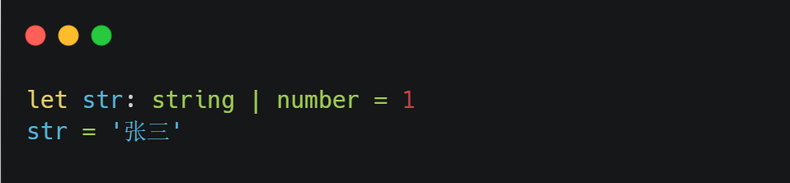 let str: string | number = 1
str = '张三'